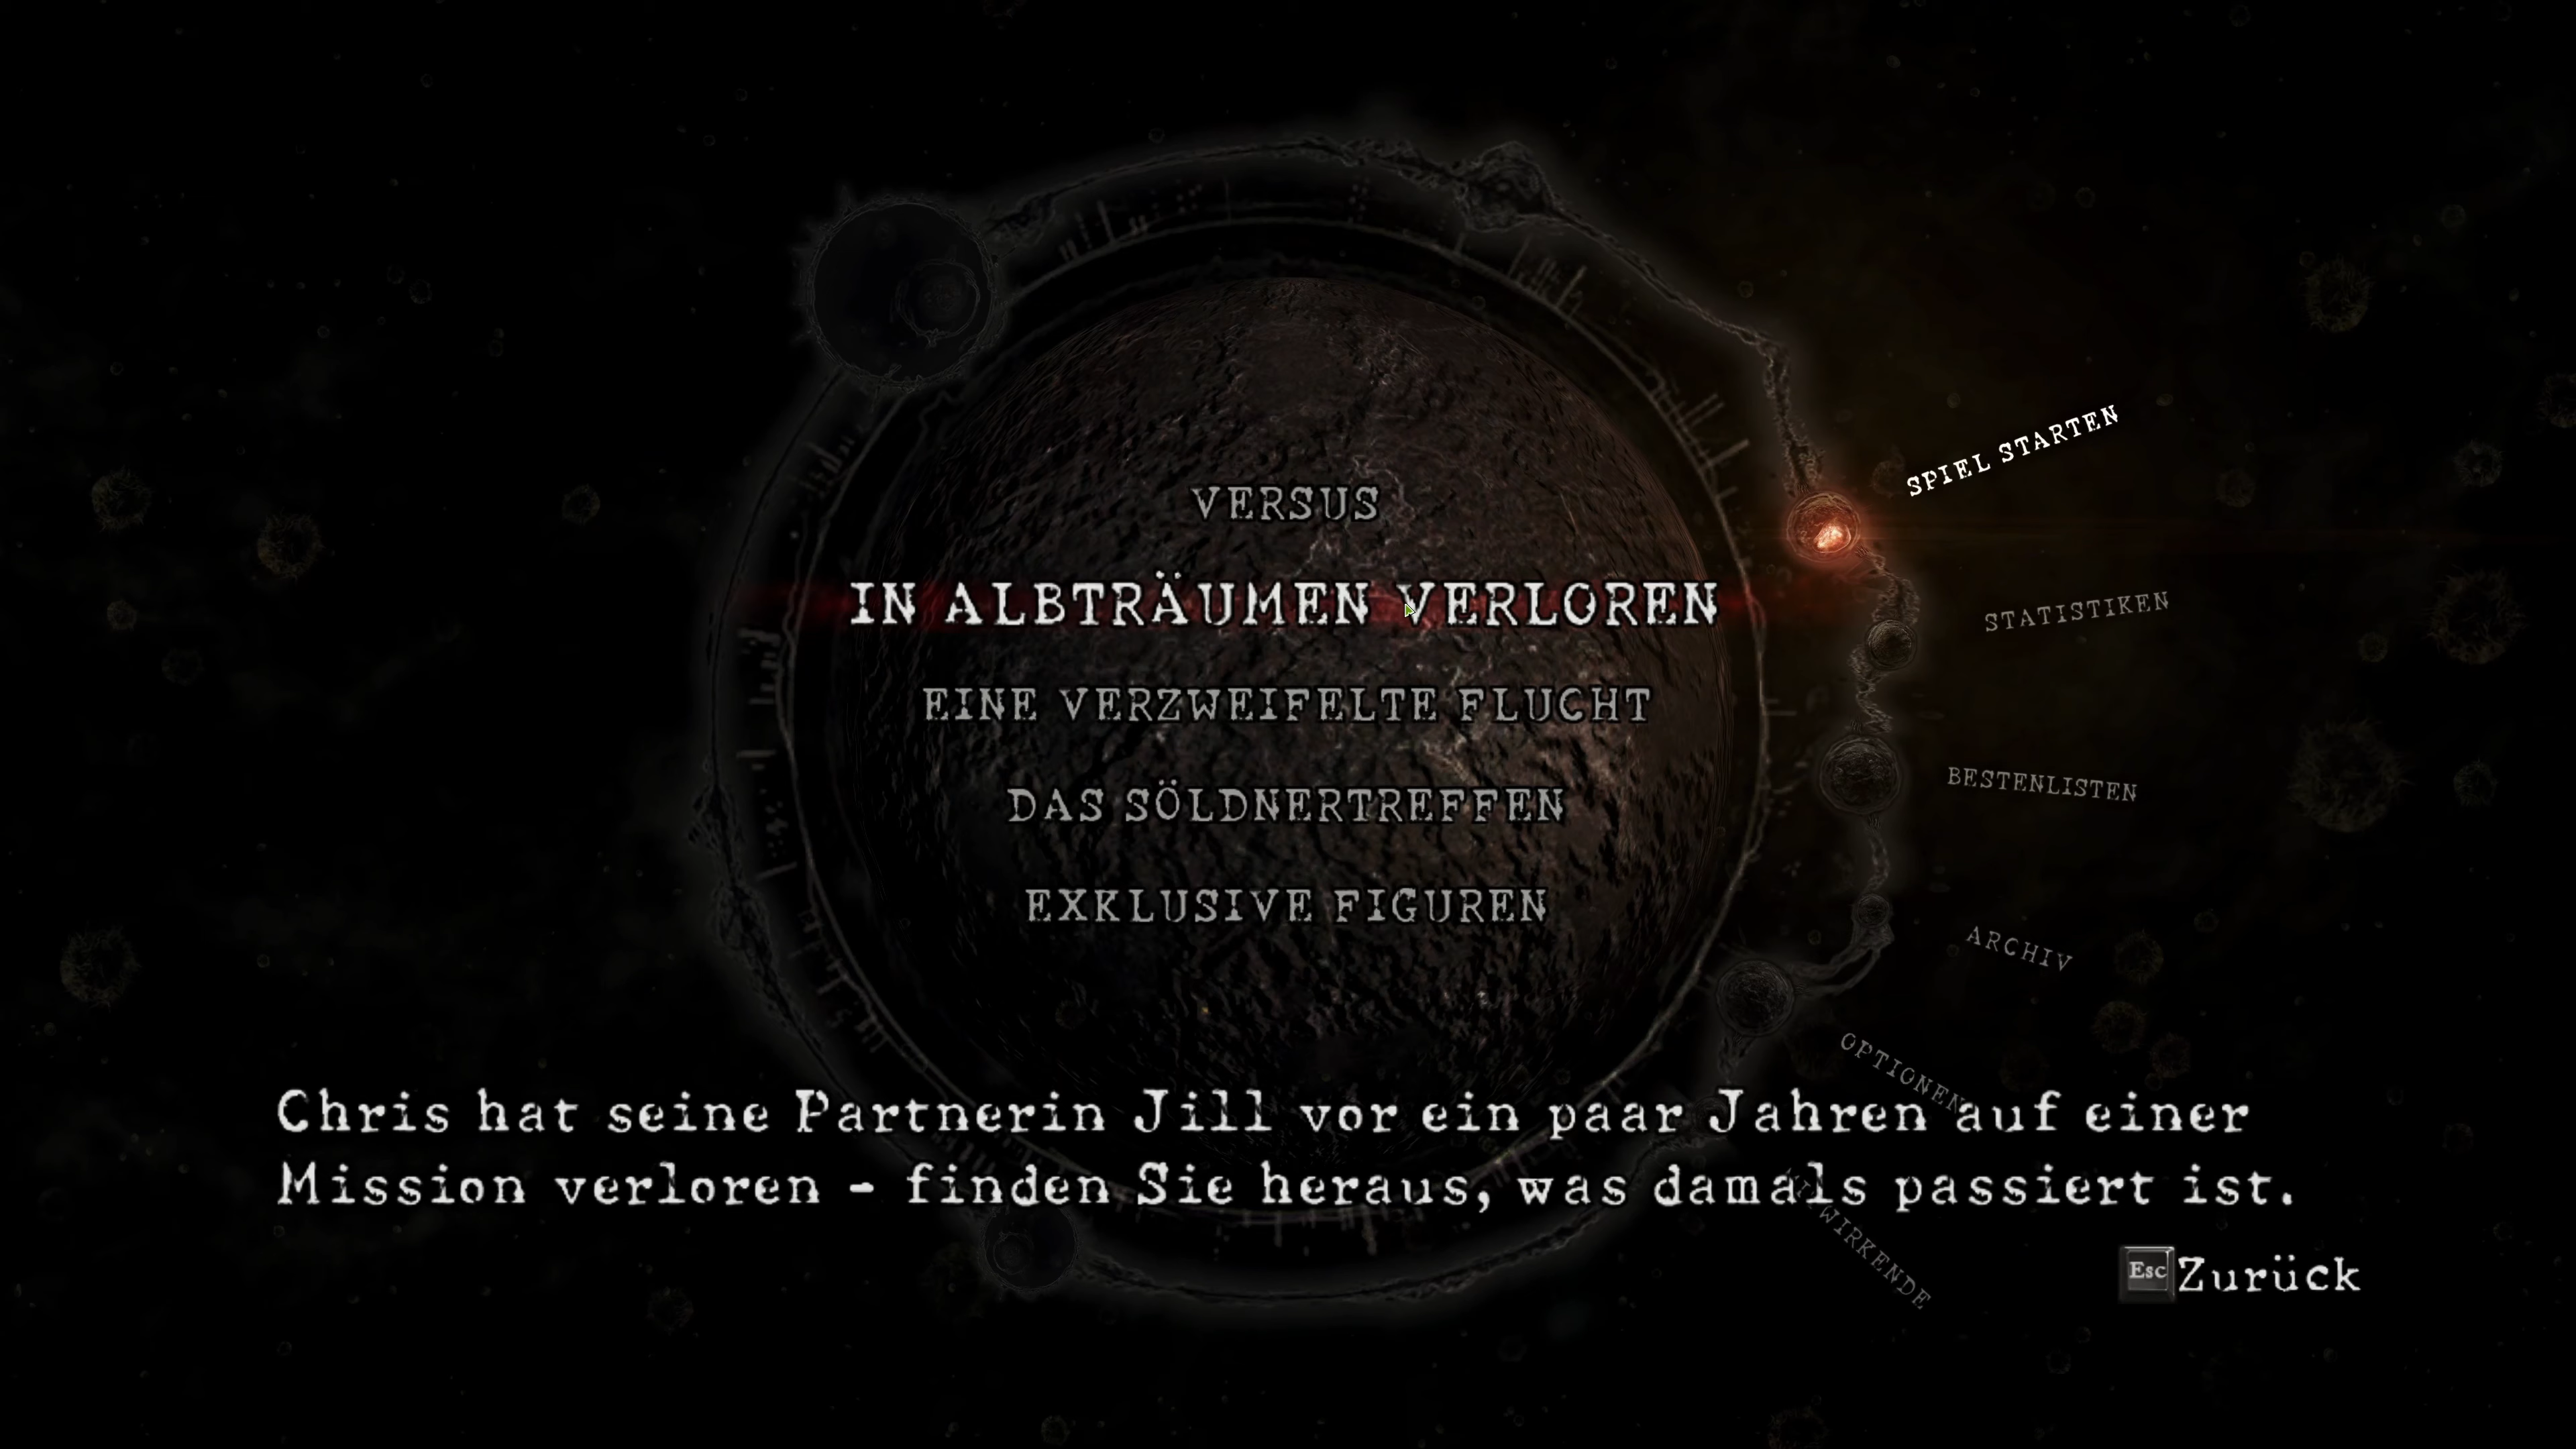 VERSUS
IN ALBTRÄUMEN VERLOREN
EINE VERZWEIFELTE FLUCHT
DAS SÖLDNERTREFFEN
EXKLUSIVE FIGUREN
SPIEL STARTEN
STATISTIKEN
BESTENLISTEN
ARCHIV
OPTIONEN
MITWIRKENDE
Chris hat seine Partnerin Jill vor ein paar Jahren auf einer
Mission verloren - finden Sie heraus, was damals passiert ist.
Esc Zurück